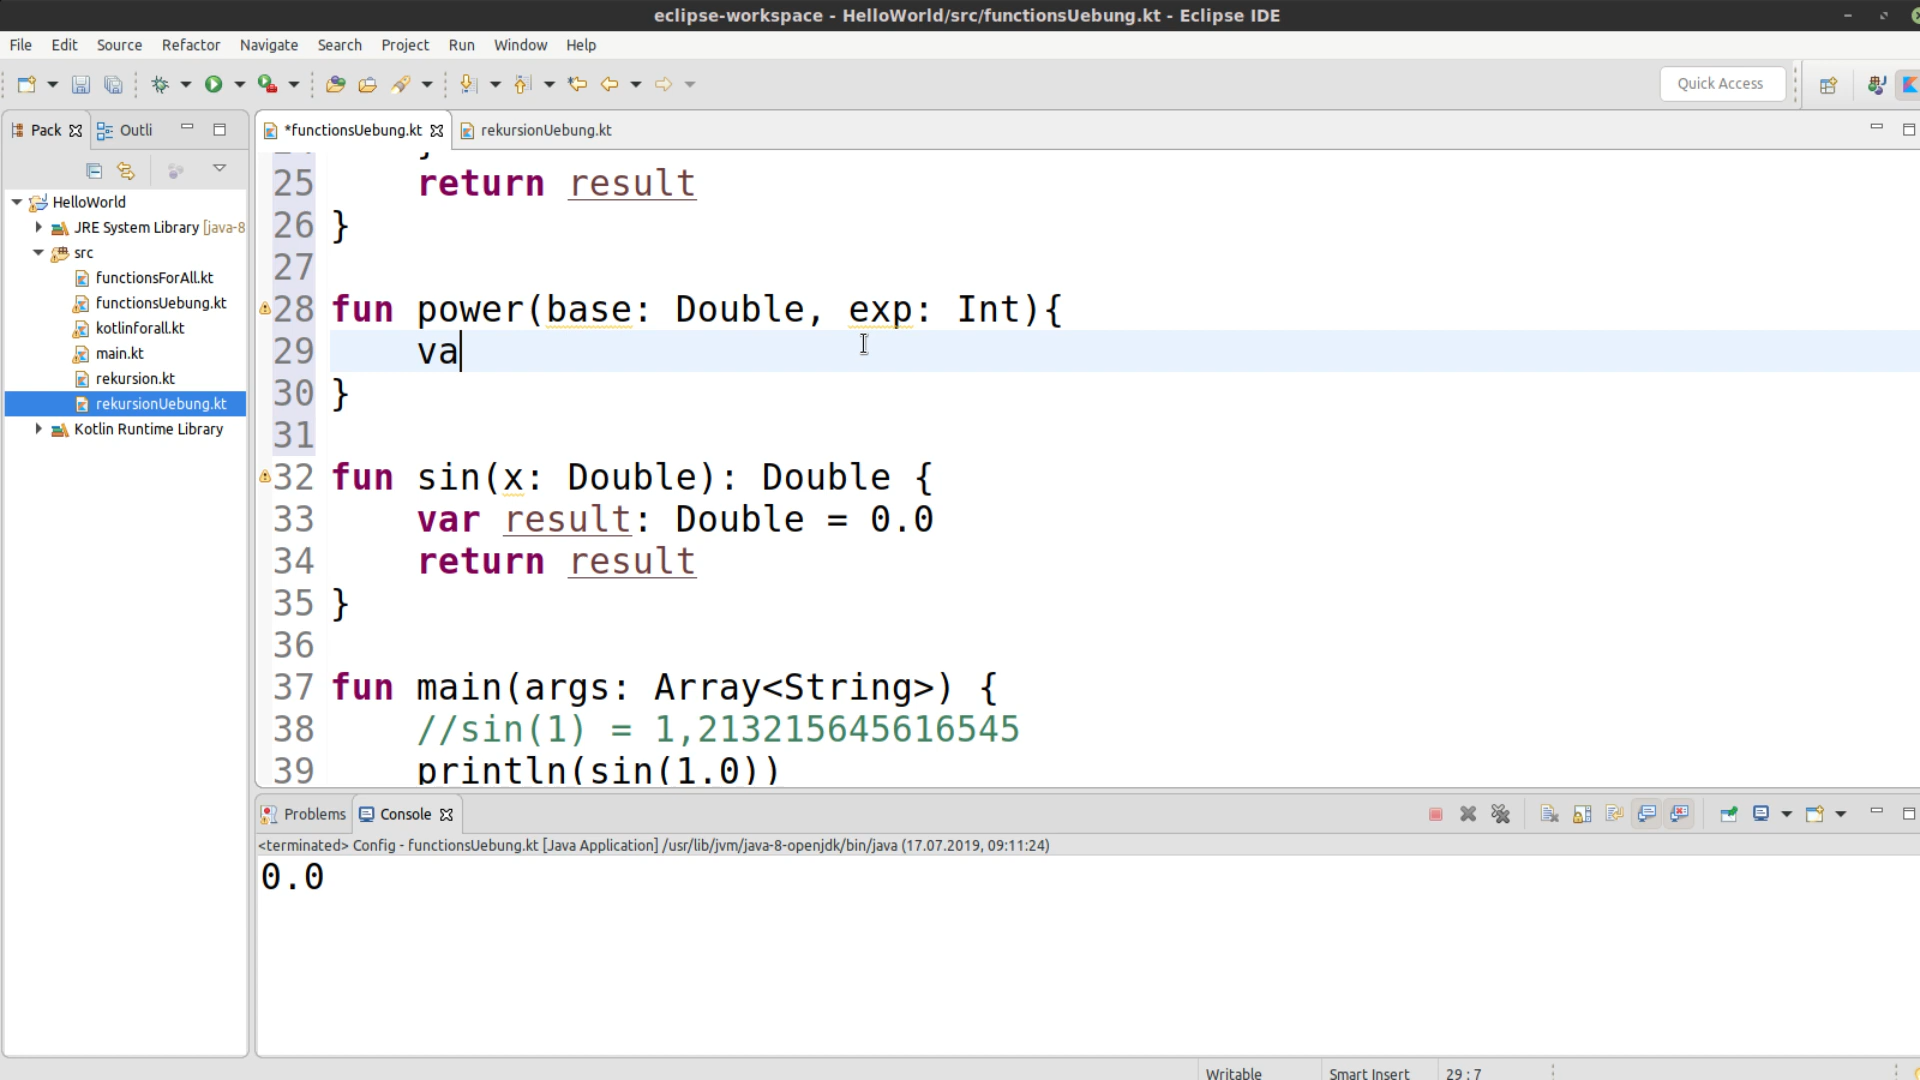 eclipse-workspace - HelloWorld/src/functionsUebung.kt - Eclipse IDE
File Edit Source Refactor Navigate Search Project Run Window Help
Quick Access
Pack Outli *functionsUebung.kt rekursionUebung.kt
HelloWorld
JRE System Library [java-8
src
functionsForAll.kt
functionsUebung.kt
kotlinforall.kt
main.kt
rekursion.kt
rekursionUebung.kt
Kotlin Runtime Library
25 return result
26 }
27
28 fun power(base: Double, exp: Int){
29 va
30 }
31
32 fun sin(x: Double): Double {
33 var result: Double = 0.0
34 return result
35 }
36
37 fun main(args: Array<String>) {
38 //sin(1) = 1,213215645616545
39 println(sin(1.0))
Problems Console
<terminated> Config - functionsUebung.kt [Java Application] /usr/lib/jvm/java-8-openjdk/bin/java (17.07.2019, 09:11:24)
0.0
Writable Smart Insert 29 : 7